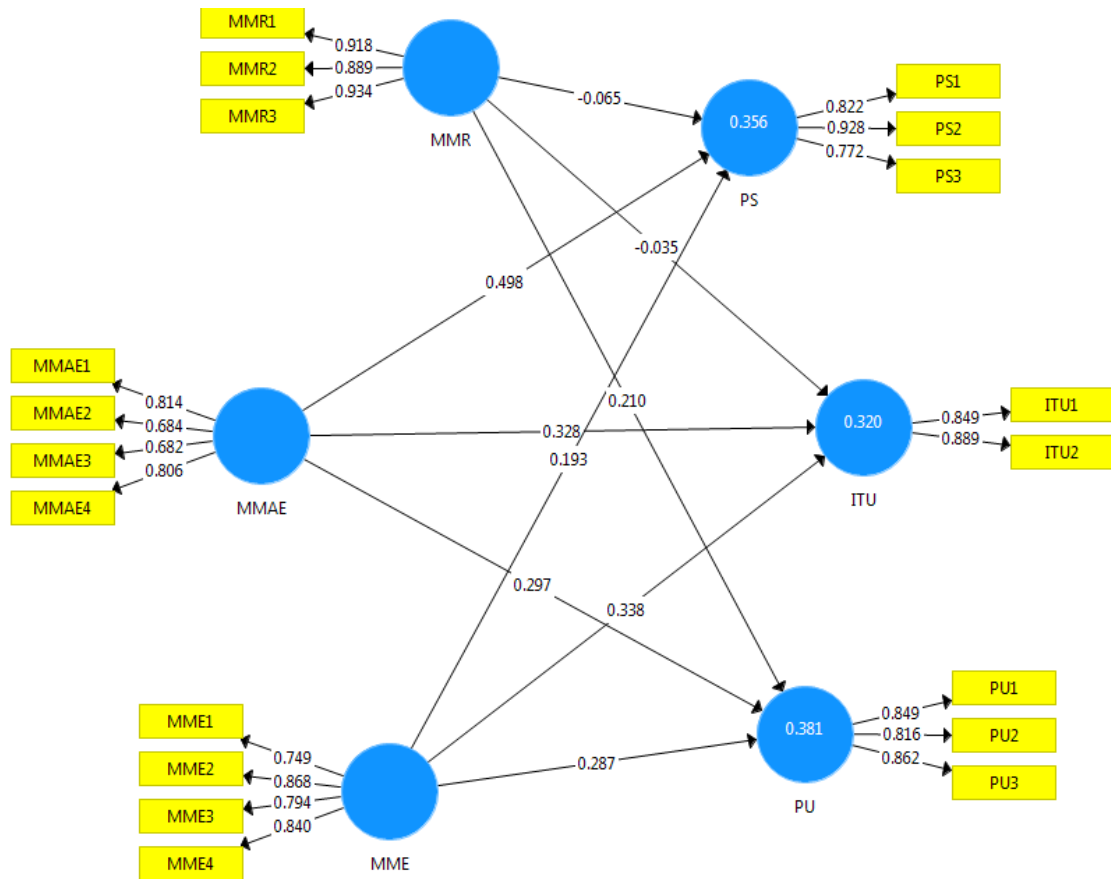 MMR1
MMR2
MMR3
0.918
0.889
0.934
MMR
-0.065
0.356
PS
0.822
0.928
0.772
PS1
PS2
PS3
-0.035
0.498
MMAE1
MMAE2
MMAE3
MMAE4
0.814
0.684
0.682
0.806
MMAE
0.210
0.328
0.193
0.320
ITU
0.849
0.889
ITU1
ITU2
0.297
0.338
MME1
MME2
MME3
MME4
0.749
0.868
0.794
0.840
MME
0.287
0.381
PU
0.849
0.816
0.862
PU1
PU2
PU3